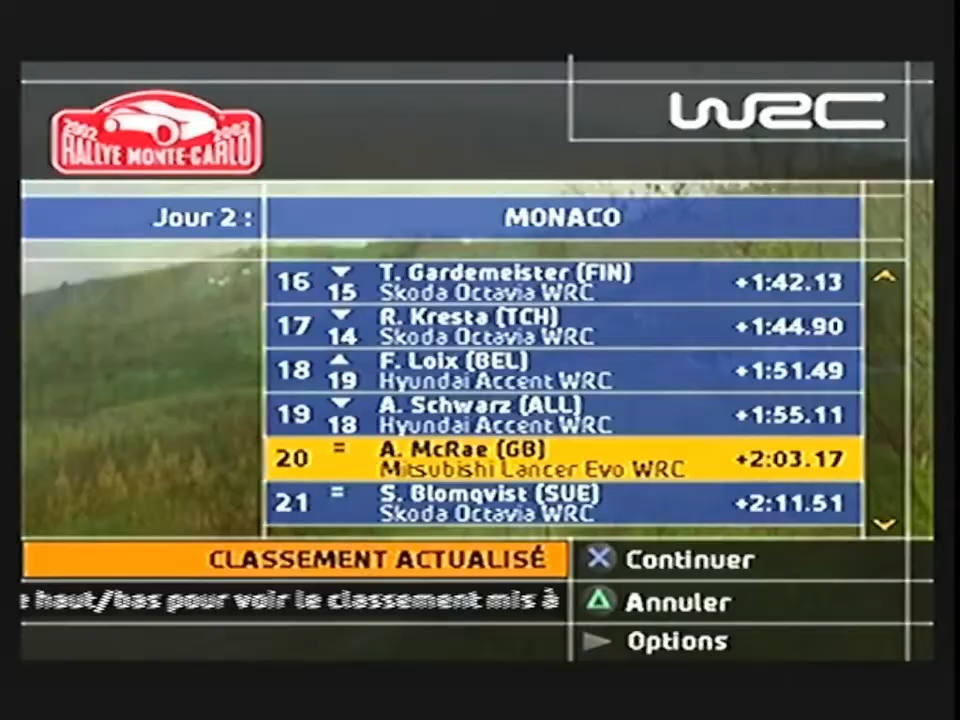 WRC
2002 2002
RALLYE MONTE-CARLO
Jour 2 : MONACO
16 15 T. Gardemeister (FIN) +1:42.13
Skoda Octavia WRC
17 14 R. Kresta (TCH) +1:44.90
Skoda Octavia WRC
18 19 F. Loix (BEL) +1:51.49
Hyundai Accent WRC
19 18 A. Schwarz (ALL) +1:55.11
Hyundai Accent WRC
20 = A. McRae (GB) +2:03.17
Mitsubishi Lancer Evo WRC
21 = S. Blomqvist (SUE) +2:11.51
Skoda Octavia WRC
CLASSEMENT ACTUALISÉ
Continuer
e haut/bas pour voir le classement mis à
Annuler
Options